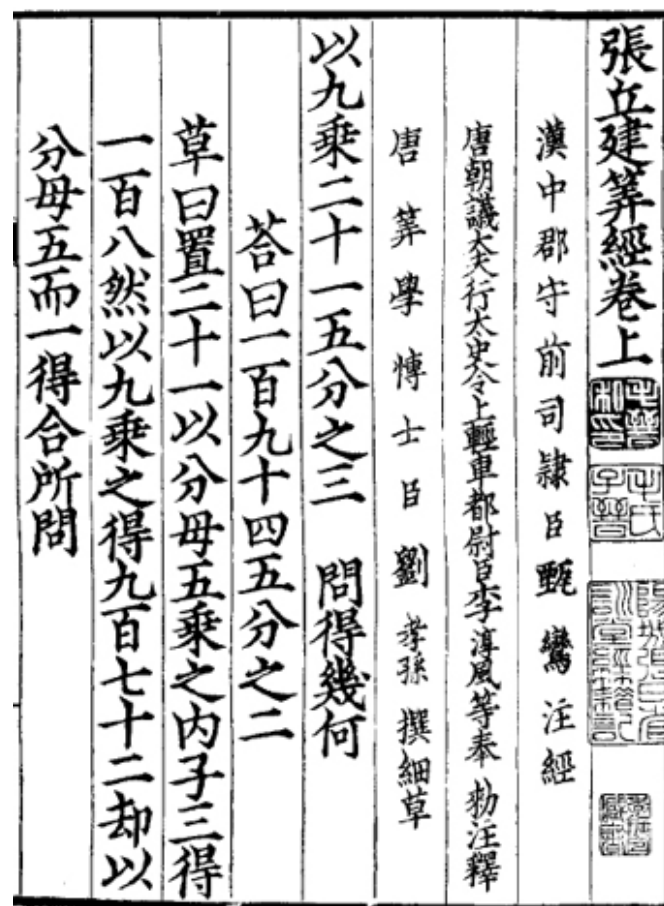 張丘建筭經卷上
漢中郡守前司隸臣甄鸞注經
唐朝議大夫行太史令上輕車都尉臣李淳風等奉勑注釋
唐筭學博士臣劉孝孫撰細草
以九乘二十一五分之三 問得幾何
荅曰一百九十四五分之二
草曰置二十一以分母五乘之内子三得
一百八然以九乘之得九百七十二却以
分母五而一得合所問